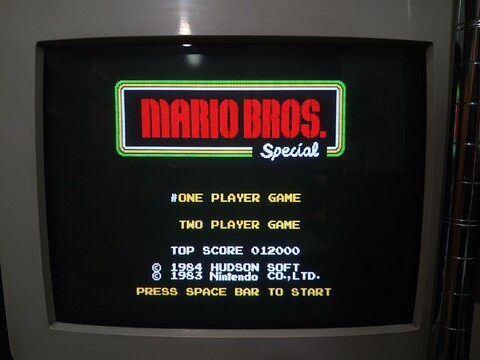 MARIO BROS.
Special
#ONE PLAYER GAME
TWO PLAYER GAME
TOP SCORE 012000
© 1984 HUDSON SOFT
© 1983 Nintendo CO.,LTD.
PRESS SPACE BAR TO START